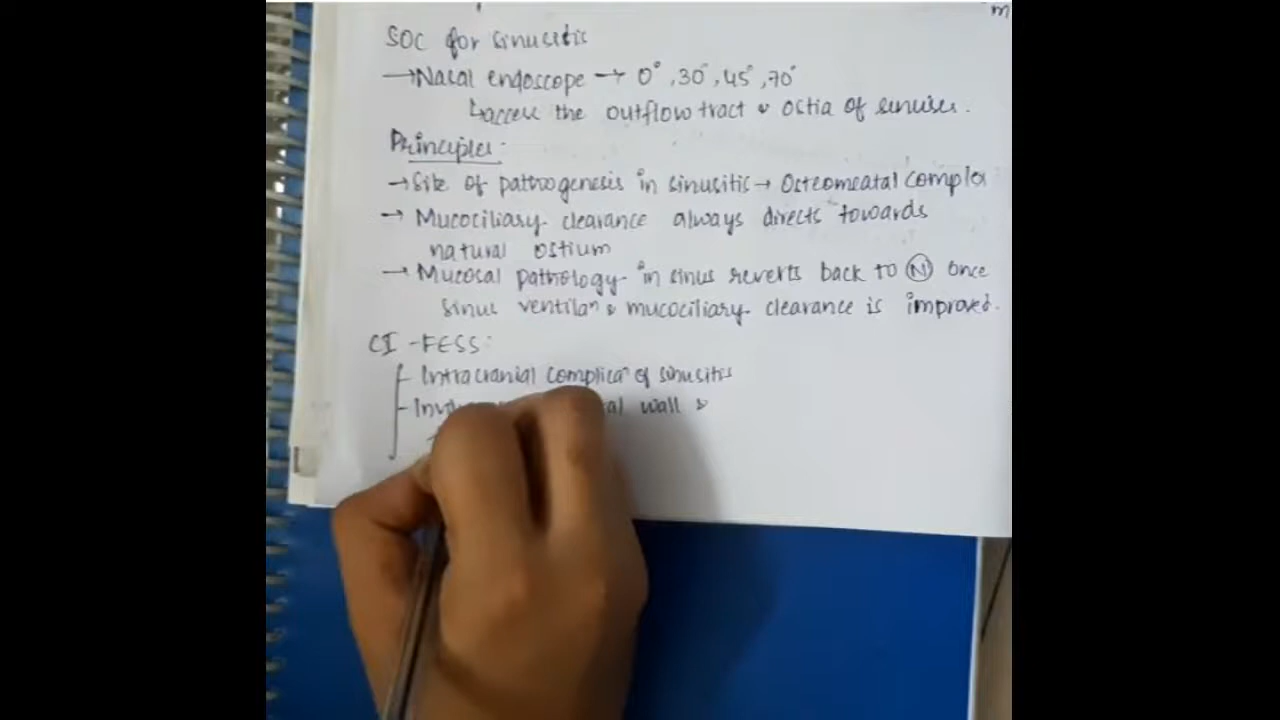 m
SOC for sinusitis
→ Nasal endoscope → 0°, 30°, 45°, 70°
↳ access the outflow tract & ostia of sinuses.
Principles:
→ Site of pathogenesis in sinusitis → Osteomeatal complex
→ Mucociliary clearance always directs towards
natural ostium
→ Mucosal pathology in sinus reverts back to Ⓝ once
sinus ventilaⁿ & mucociliary clearance is improved.
CI - FESS:
- Intracranial complicaⁿ of sinusitis
- wall &